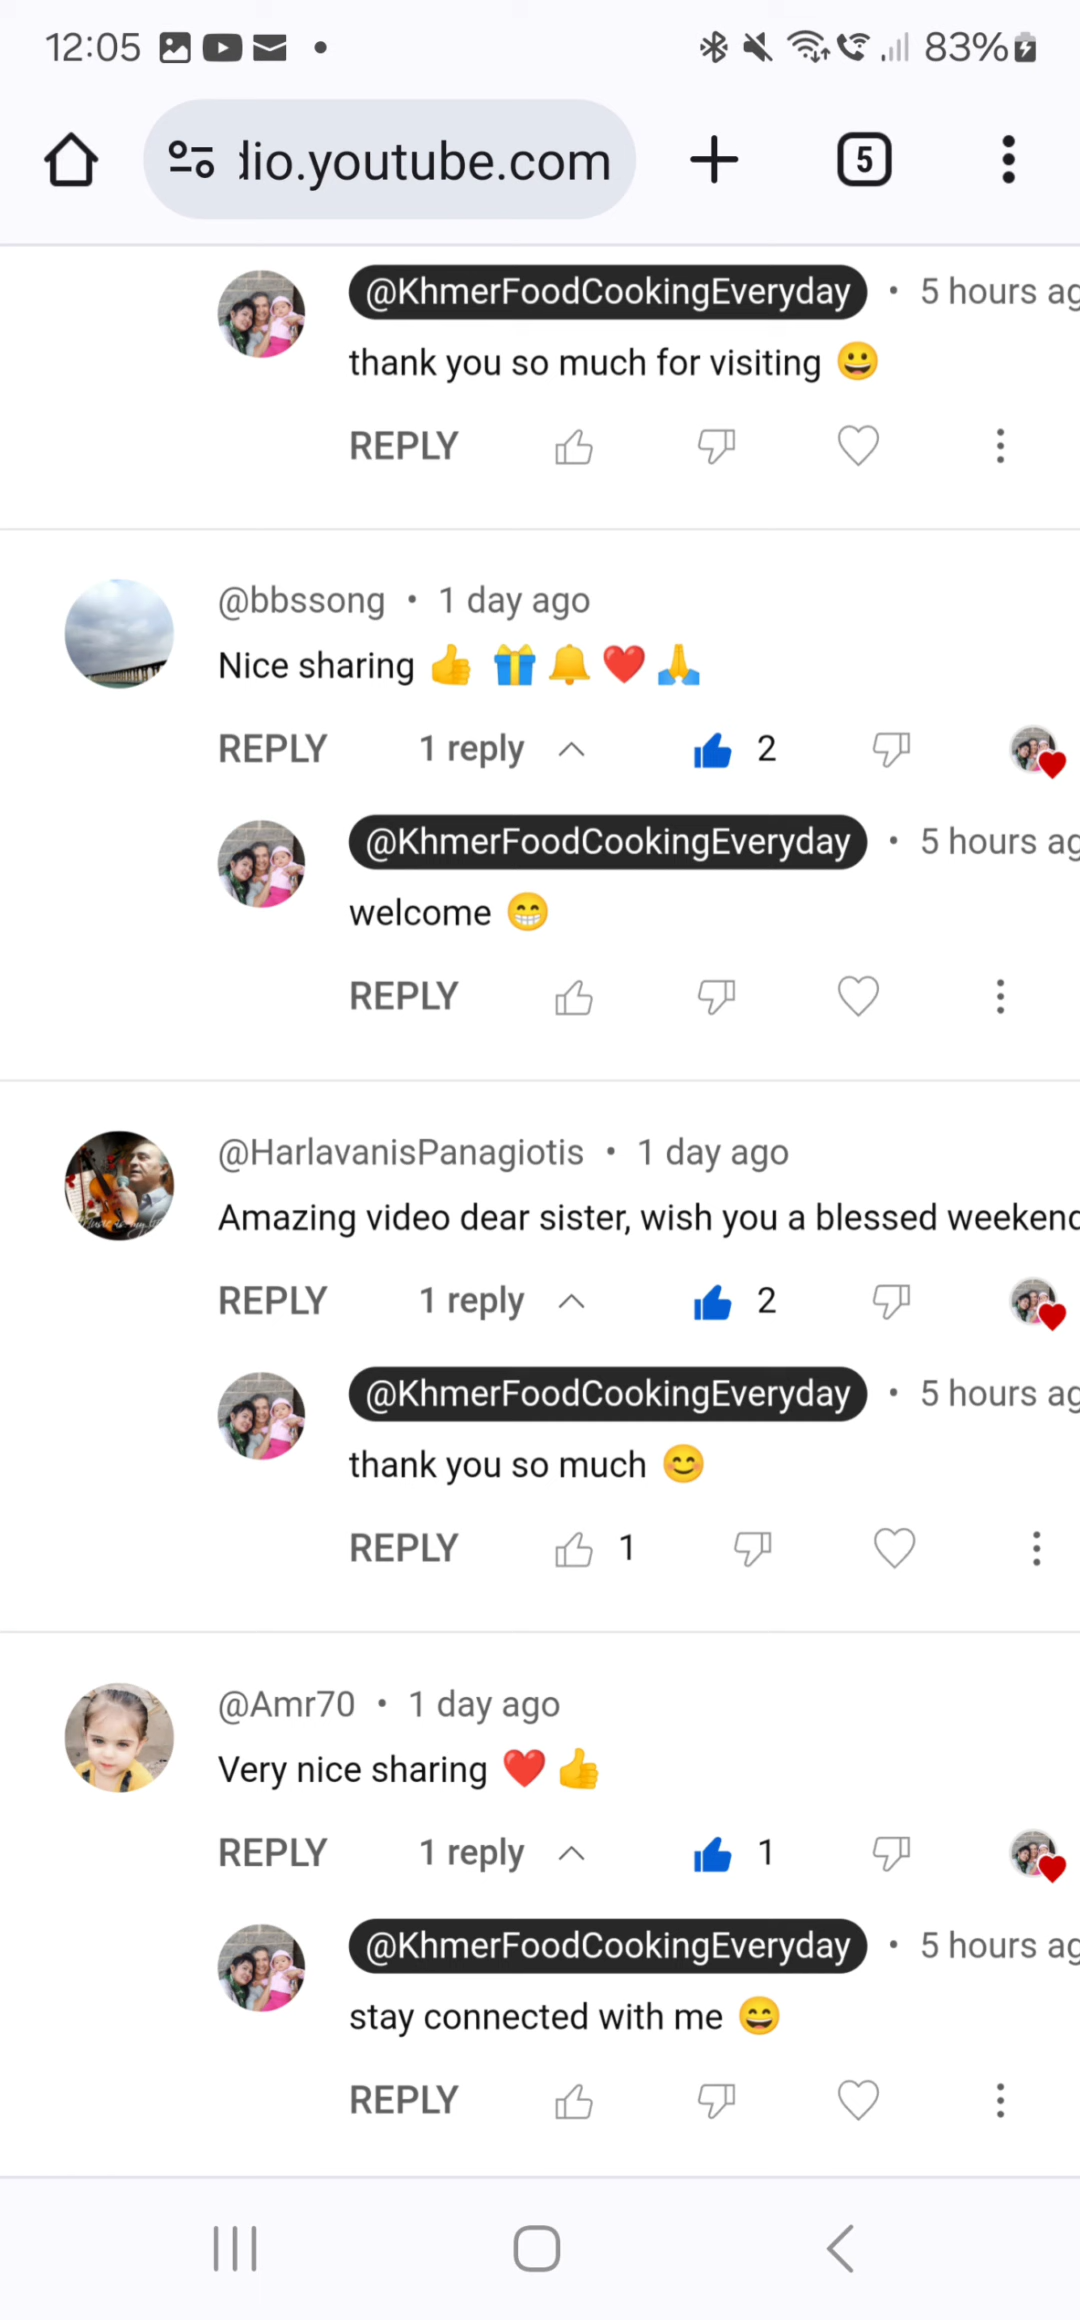 12:05
83%
dio.youtube.com
5
@KhmerFoodCookingEveryday • 5 hours ag
thank you so much for visiting 😀
REPLY
@bbssong • 1 day ago
Nice sharing 👍 🎁 🔔 ❤️ 🙏
REPLY 1 reply 2
@KhmerFoodCookingEveryday • 5 hours ag
welcome 😁
REPLY
@HarlavanisPanagiotis • 1 day ago
Amazing video dear sister, wish you a blessed weekend
REPLY 1 reply 2
@KhmerFoodCookingEveryday • 5 hours ag
thank you so much 😊
REPLY 1
@Amr70 • 1 day ago
Very nice sharing ❤️ 👍
REPLY 1 reply 1
@KhmerFoodCookingEveryday • 5 hours ag
stay connected with me 😄
REPLY